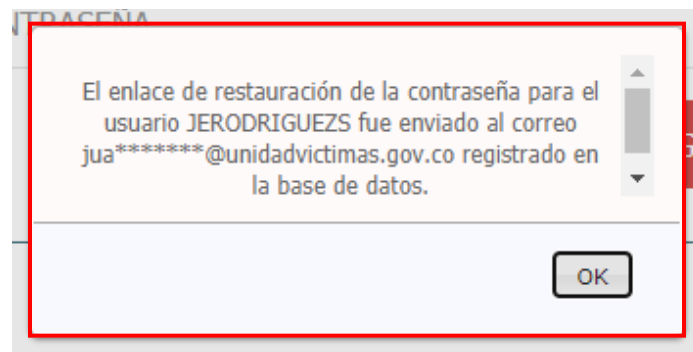 CONTRASEÑA
El enlace de restauración de la contraseña para el
usuario JERODRIGUEZS fue enviado al correo
jua*******@unidadvictimas.gov.co registrado en
la base de datos.
OK